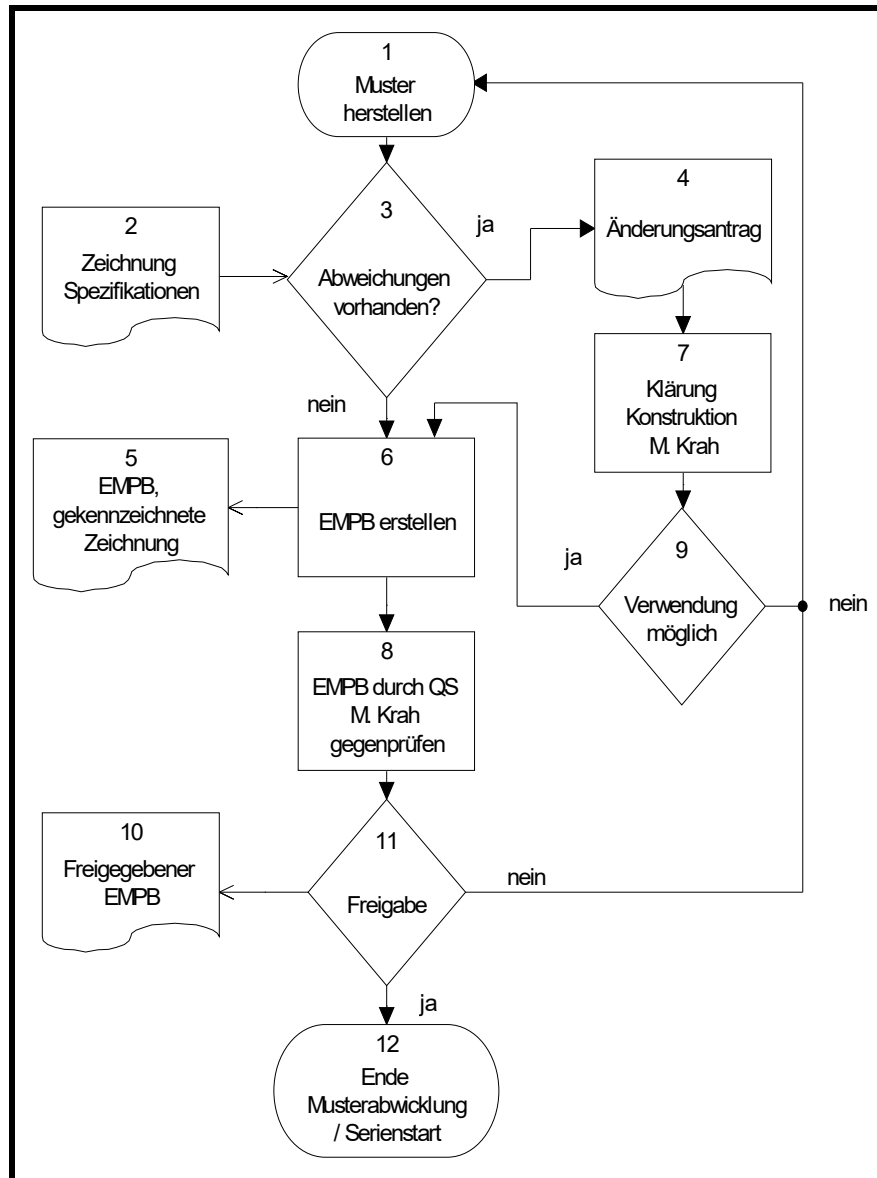 1
Muster
herstellen
2
Zeichnung
Spezifikationen
3
Abweichungen
vorhanden?
ja
4
Änderungsantrag
nein
5
EMPB,
gekennzeichnete
Zeichnung
6
EMPB erstellen
7
Klärung
Konstruktion
M. Krah
ja
9
Verwendung
möglich
nein
8
EMPB durch QS
M. Krah
gegenprüfen
10
Freigegebener
EMPB
11
Freigabe
nein
ja
12
Ende
Musterabwicklung
/ Serienstart